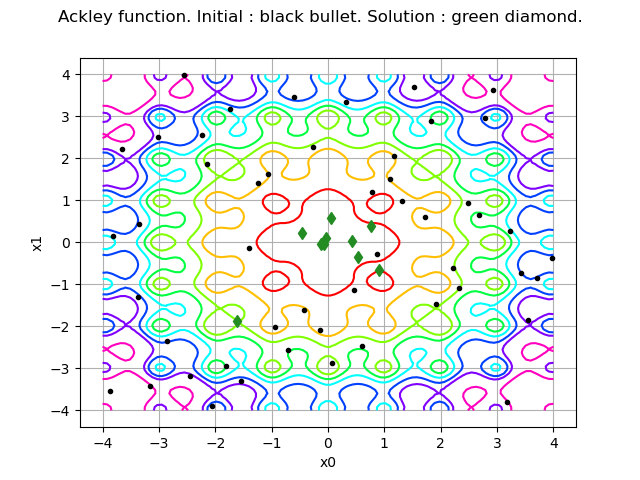 Ackley function. Initial : black bullet. Solution : green diamond.
4
3
2
1
0
−1
−2
−3
−4
x1
−4 −3 −2 −1 0 1 2 3 4
x0